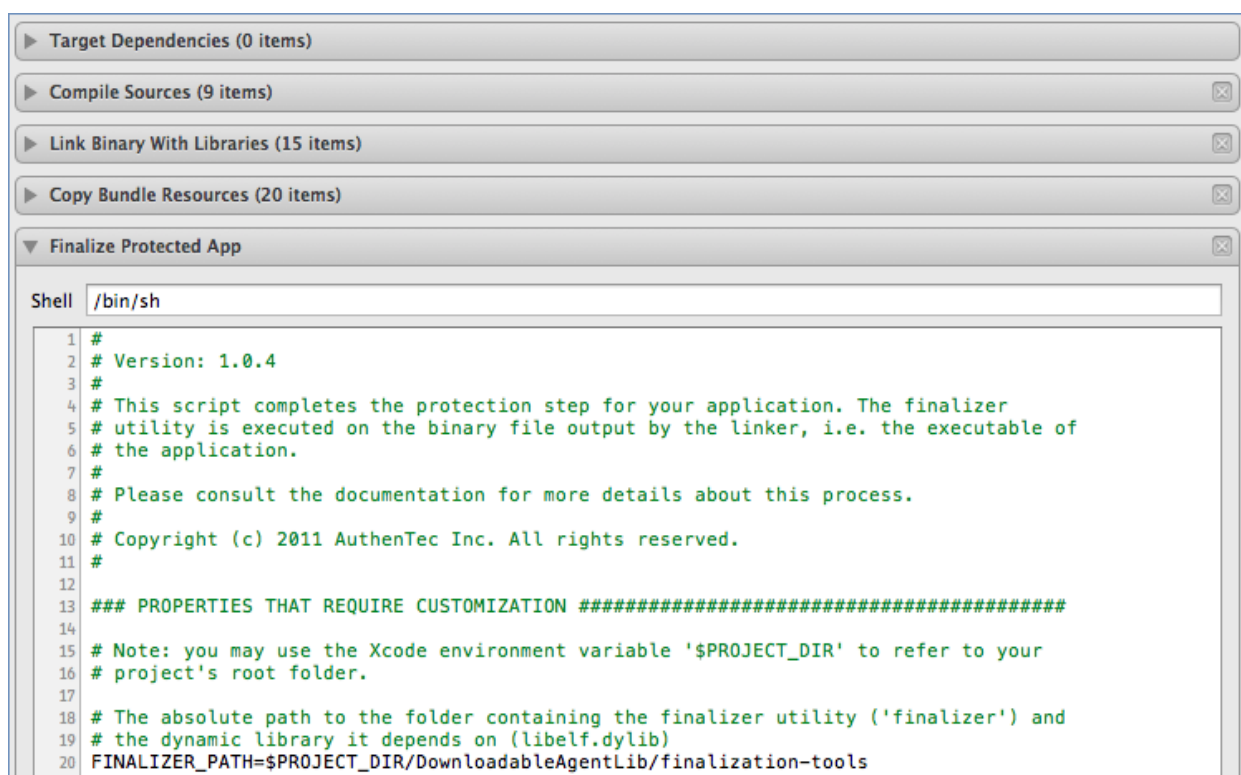 Target Dependencies (0 items)
Compile Sources (9 items)
Link Binary With Libraries (15 items)
Copy Bundle Resources (20 items)
Finalize Protected App
Shell /bin/sh
1 #
2 # Version: 1.0.4
3 #
4 # This script completes the protection step for your application. The finalizer
5 # utility is executed on the binary file output by the linker, i.e. the executable of
6 # the application.
7 #
8 # Please consult the documentation for more details about this process.
9 #
10 # Copyright (c) 2011 AuthenTec Inc. All rights reserved.
11 #
12
13 ### PROPERTIES THAT REQUIRE CUSTOMIZATION ##########################################
14
15 # Note: you may use the Xcode environment variable '$PROJECT_DIR' to refer to your
16 # project's root folder.
17
18 # The absolute path to the folder containing the finalizer utility ('finalizer') and
19 # the dynamic library it depends on (libelf.dylib)
20 FINALIZER_PATH=$PROJECT_DIR/DownloadableAgentLib/finalization-tools